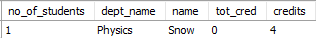 no_of_students dept_name name tot_cred credits
1 Physics Snow 0 4